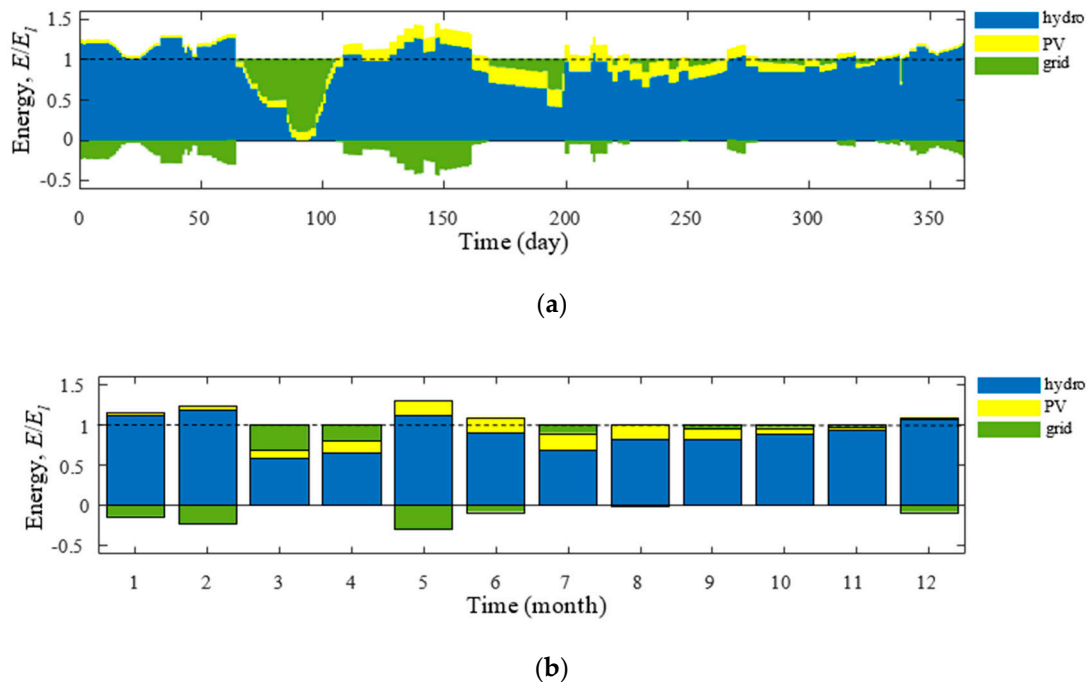 1.5
1
0.5
0
-0.5
Energy, E/El
0 50 100 150 200 250 300 350
Time (day)
hydro
PV
grid
(a)
1.5
1
0.5
0
-0.5
Energy, E/El
1 2 3 4 5 6 7 8 9 10 11 12
Time (month)
hydro
PV
grid
(b)